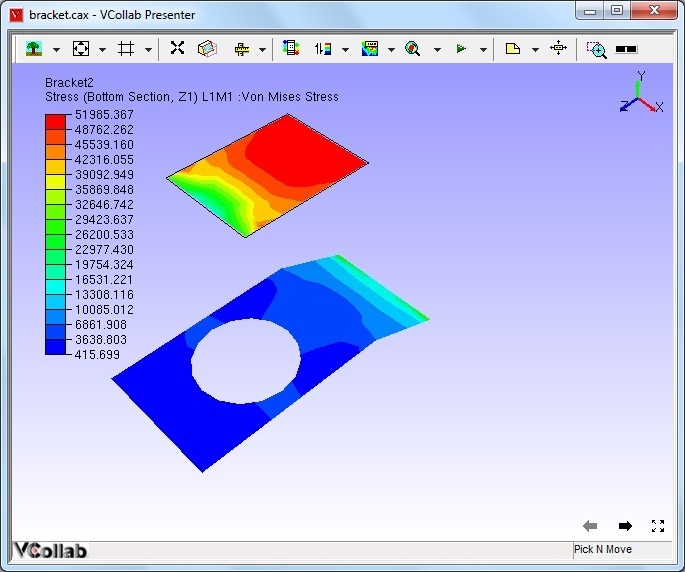 bracket.cax - VCollab Presenter
Bracket2
Stress (Bottom Section, Z1) L1M1 :Von Mises Stress
51985.367
48762.262
45539.160
42316.055
39092.949
35869.848
32646.742
29423.637
26200.533
22977.430
19754.324
16531.221
13308.116
10085.012
6861.908
3638.803
415.699
Y
Z
X
VCollab
Pick N Move